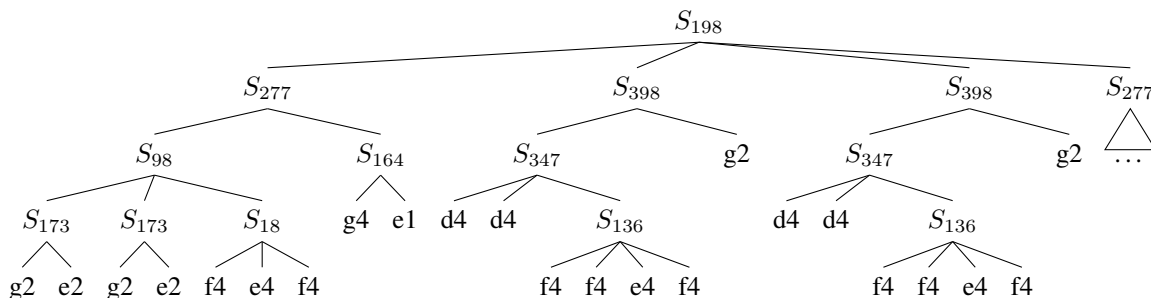 S198
S277 S398 S398 S277
S98 S164 S347 g2 S347 g2 ...
S173 S173 S18 g4 e1 d4 d4 S136 d4 d4 S136
g2 e2 g2 e2 f4 e4 f4 f4 f4 e4 f4 f4 f4 e4 f4